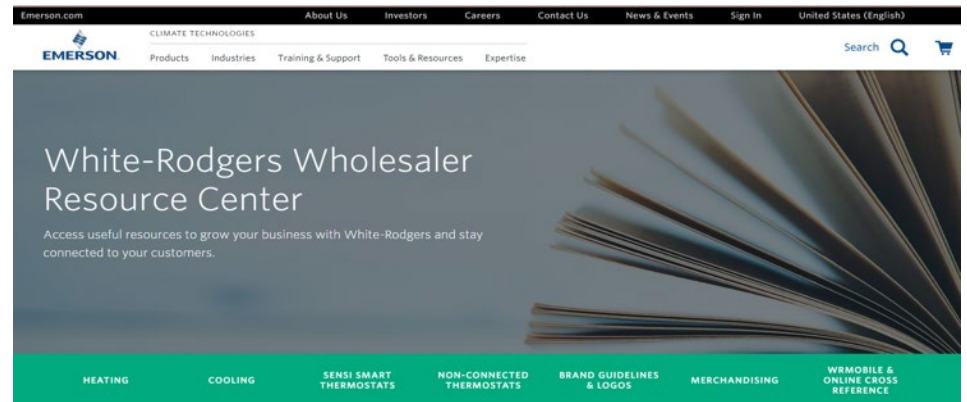 Emerson.com About Us Investors Careers Contact Us News & Events Sign In United States (English)
CLIMATE TECHNOLOGIES
EMERSON
Products Industries Training & Support Tools & Resources Expertise
Search
White-Rodgers Wholesaler
Resource Center
Access useful resources to grow your business with White-Rodgers and stay
connected to your customers.
HEATING
COOLING
SENSI SMART
THERMOSTATS
NON-CONNECTED
THERMOSTATS
BRAND GUIDELINES
& LOGOS
MERCHANDISING
WRMOBILE &
ONLINE CROSS
REFERENCE